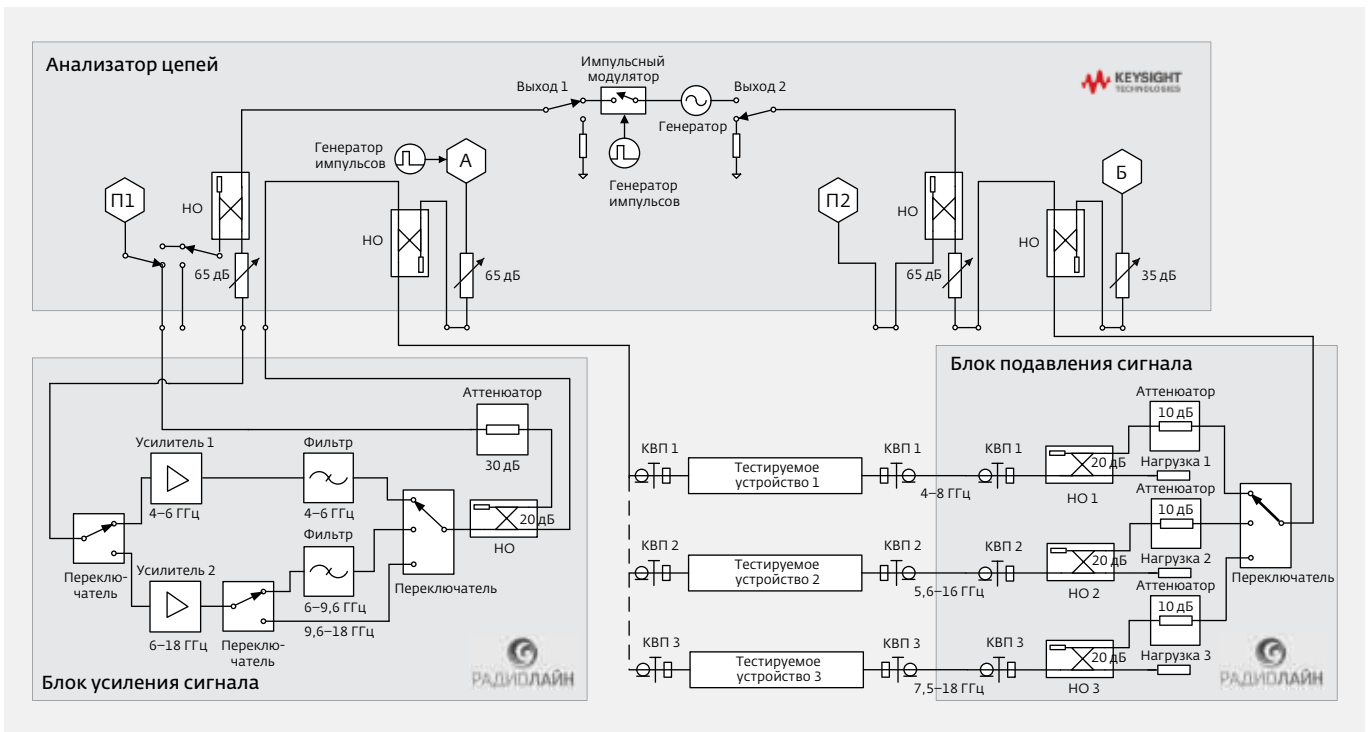 Анализатор цепей
KEYSIGHT
TECHNOLOGIES
Импульсный
модулятор
Выход 1
Выход 2
Генератор
Генератор
импульсов
А
Генератор
импульсов
П1
НО
65 дБ
НО
65 дБ
П2
НО
65 дБ
НО
Б
35 дБ
Блок усиления сигнала
Аттенюатор
30 дБ
Усилитель 1
4–6 ГГц
Фильтр
4–6 ГГц
20 дБ
НО
Переклю-
чатель
Усилитель 2
6–18 ГГц
Переклю-
чатель
Фильтр
6–9,6 ГГц
9,6–18 ГГц
Переключатель
РАДИОЛАЙН
КВП 1
Тестируемое
устройство 1
КВП 1
4–8 ГГц
КВП 1
КВП 2
Тестируемое
устройство 2
КВП 2
5,6–16 ГГц
КВП 2
КВП 3
Тестируемое
устройство 3
КВП 3
7,5–18 ГГц
КВП 3
Блок подавления сигнала
Аттенюатор
10 дБ
20 дБ
НО 1
Нагрузка 1
Аттенюатор
10 дБ
20 дБ
НО 2
Нагрузка 2
Аттенюатор
10 дБ
20 дБ
НО 3
Нагрузка 3
Переключатель
РАДИОЛАЙН